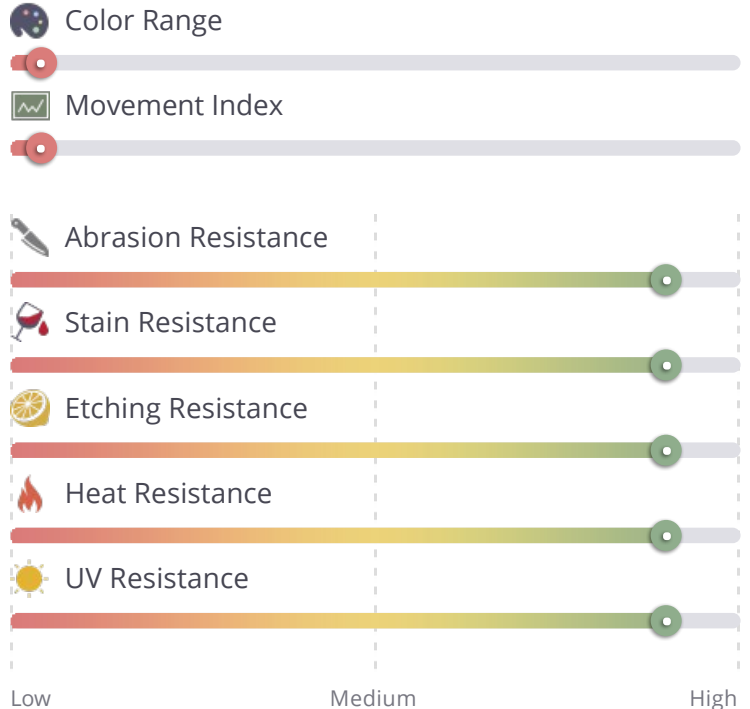 Color Range
Movement Index
Abrasion Resistance
Stain Resistance
Etching Resistance
Heat Resistance
UV Resistance
Low Medium High